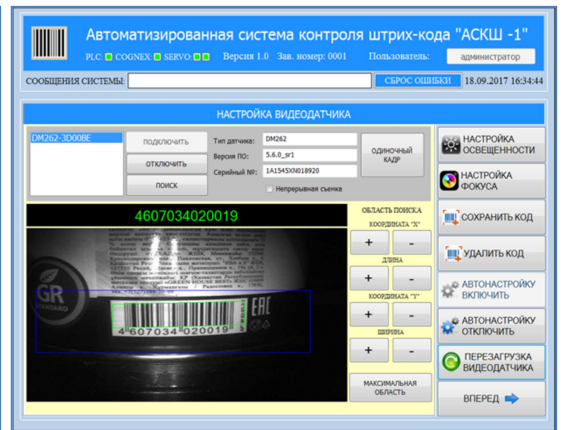 Автоматизированная система контроля штрих-кода "АСКШ -1"
PLC: COGNEX: SERVO: Версия 1.0 Зав. номер: 0001 Пользователь: администратор
СООБЩЕНИЯ СИСТЕМЫ: СБРОС ОШИБКИ 18.09.2017 16:34:44
НАСТРОЙКА ВИДЕОДАТЧИКА
DM262-3D00BE
ПОДКЛЮЧИТЬ
ОТКЛЮЧИТЬ
ПОИСК
Тип датчика: DM262
Версия ПО: 5.6.0_sr1
Серийный №: 1A1545XN018920
Непрерывная съемка
ОДИНОЧНЫЙ
КАДР
4607034020019
GR
STANDARD
EAC
4 607034 020019
ОБЛАСТЬ ПОИСКА
КООРДИНАТА "X"
+ -
ДЛИНА
+ -
КООРДИНАТА "Y"
+ -
ШИРИНА
+ -
МАКСИМАЛЬНАЯ
ОБЛАСТЬ
НАСТРОЙКА
ОСВЕЩЕННОСТИ
НАСТРОЙКА
ФОКУСА
СОХРАНИТЬ КОД
УДАЛИТЬ КОД
АВТОНАСТРОЙКУ
ВКЛЮЧИТЬ
АВТОНАСТРОЙКУ
ОТКЛЮЧИТЬ
ПЕРЕЗАГРУЗКА
ВИДЕОДАТЧИКА
ВПЕРЕД